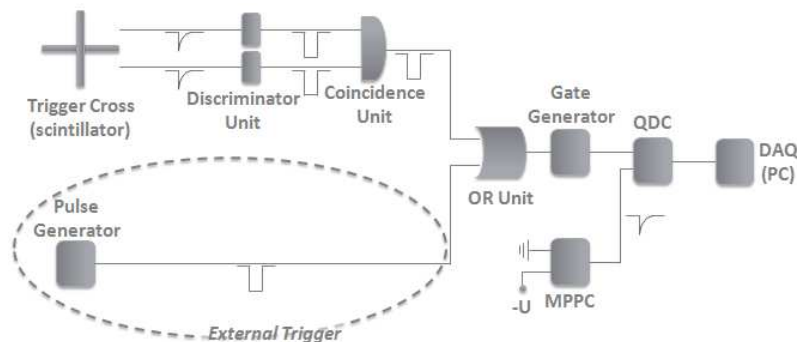 Trigger Cross
(scintillator)
Discriminator
Unit
Coincidence
Unit
Gate
Generator
QDC
DAQ
(PC)
OR Unit
Pulse
Generator
-U
MPPC
External Trigger